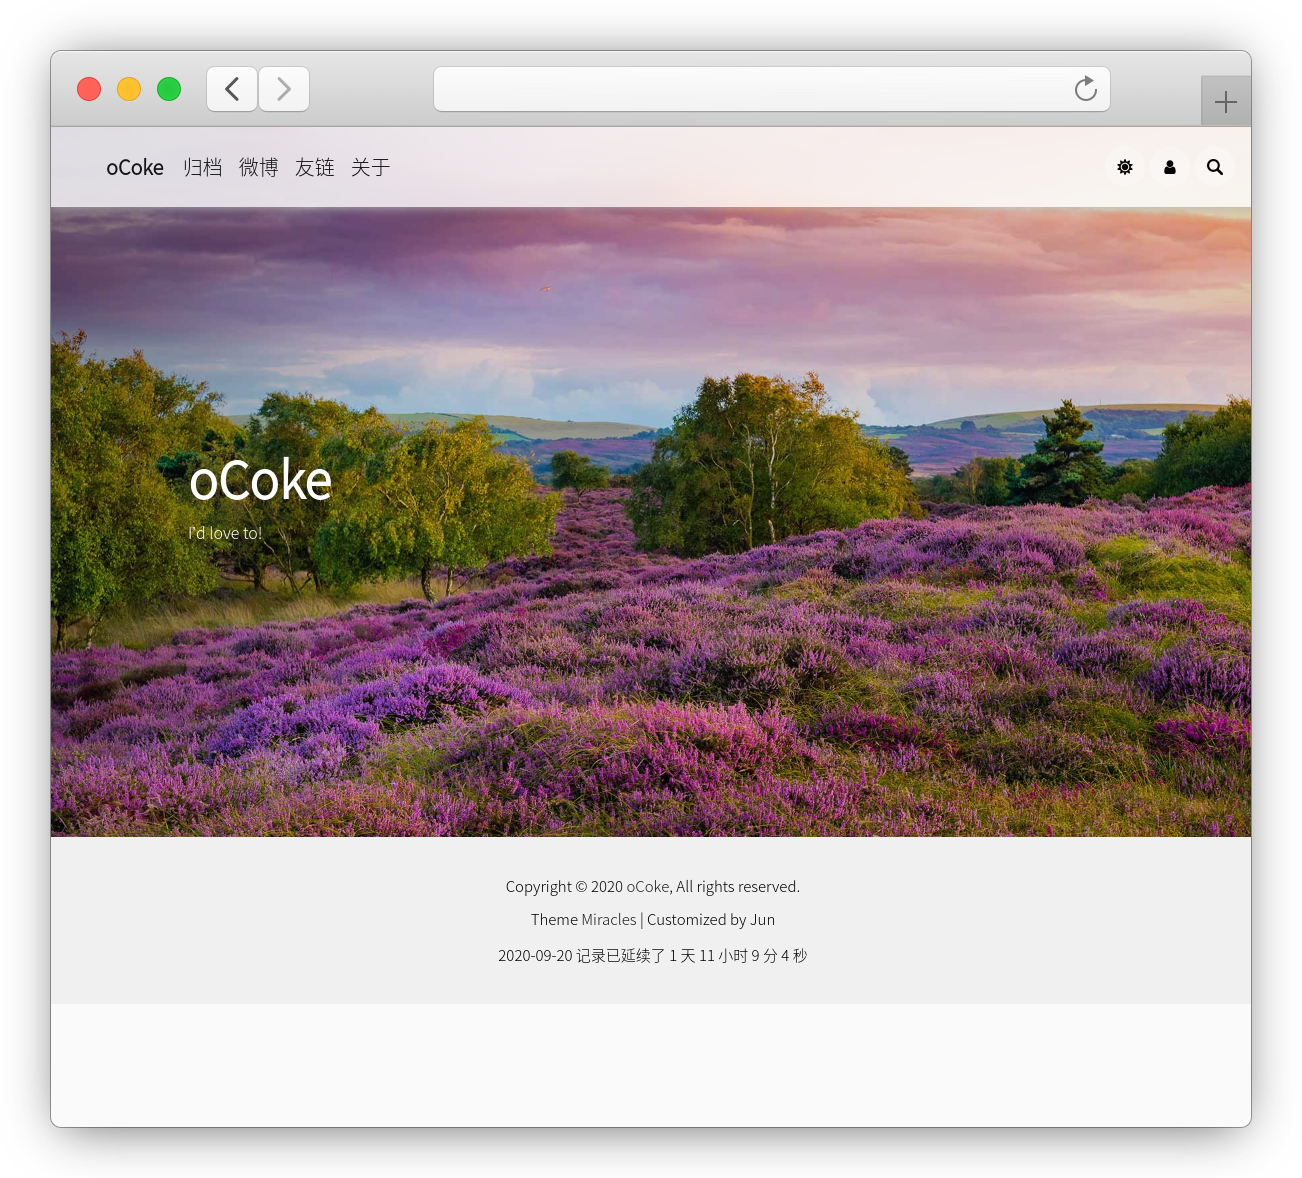 oCoke 归档 微博 友链 关于
oCoke
I'd love to!
Copyright © 2020 oCoke, All rights reserved.
Theme Miracles | Customized by Jun
2020-09-20 记录已延续了 1 天 11 小时 9 分 4 秒